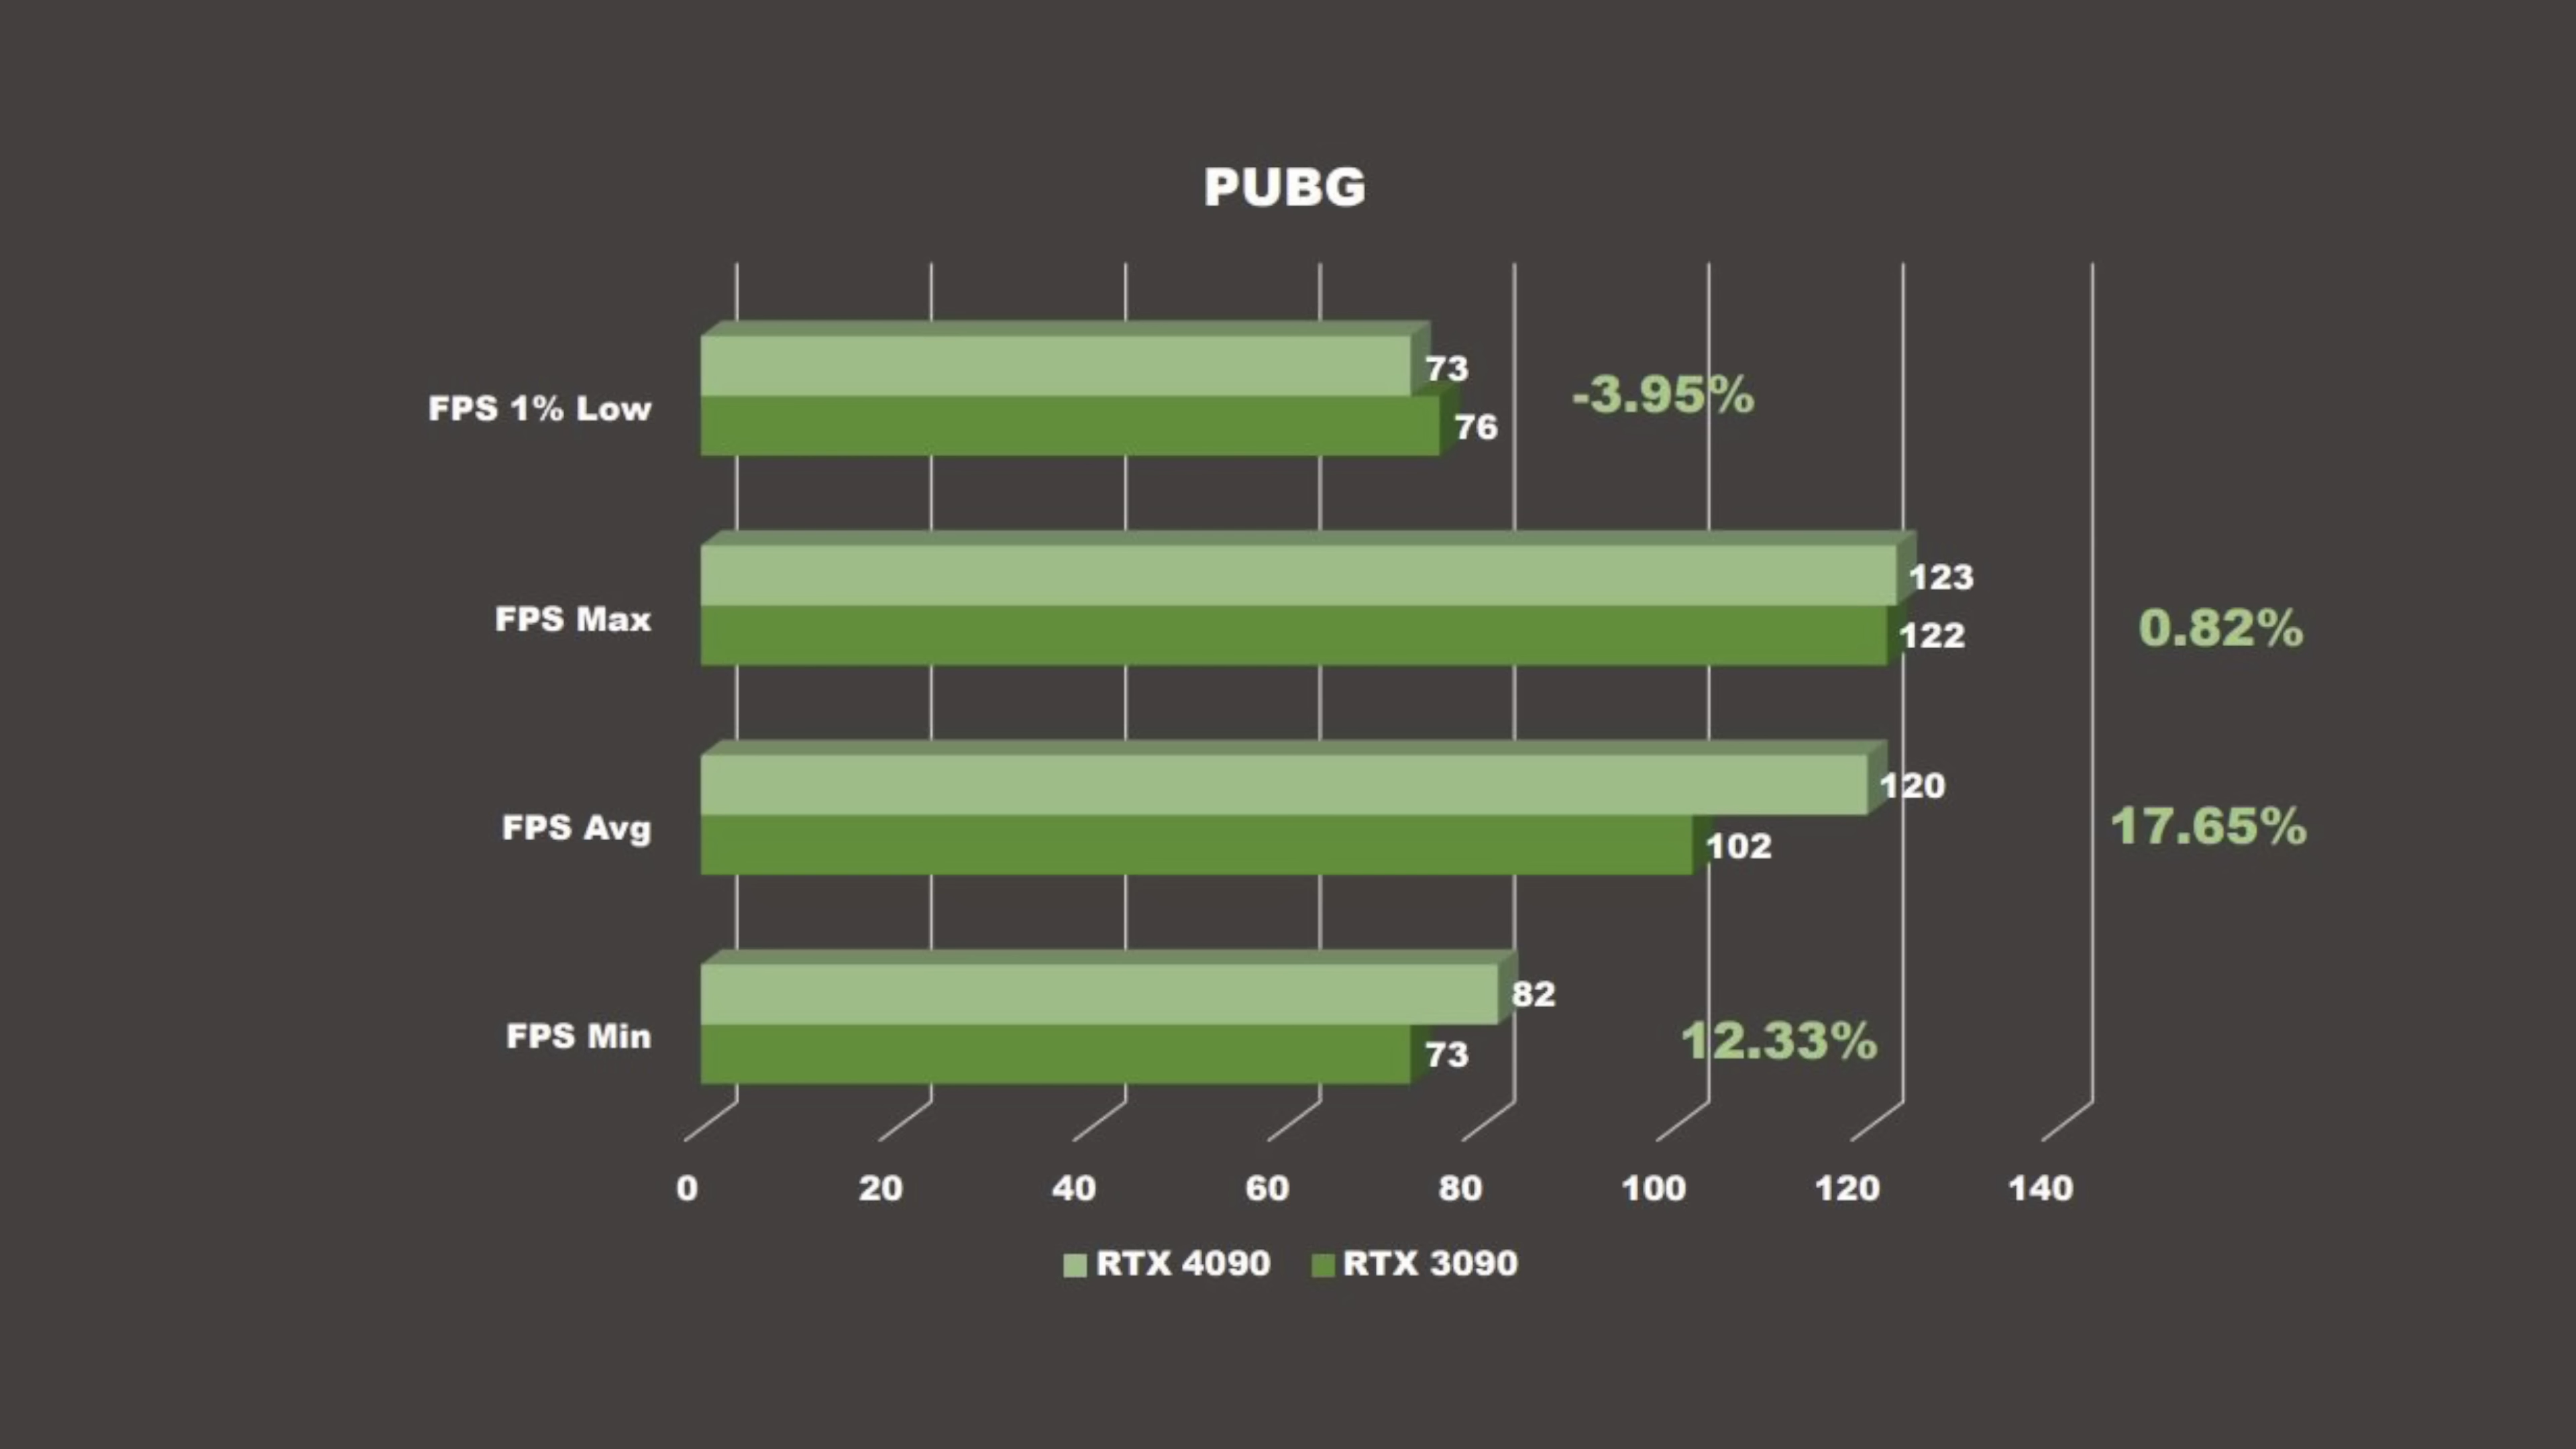 PUBG
FPS 1% Low
73
76
-3.95%
FPS Max
123
122
0.82%
FPS Avg
120
102
17.65%
FPS Min
82
73
12.33%
0 20 40 60 80 100 120 140
RTX 4090 RTX 3090